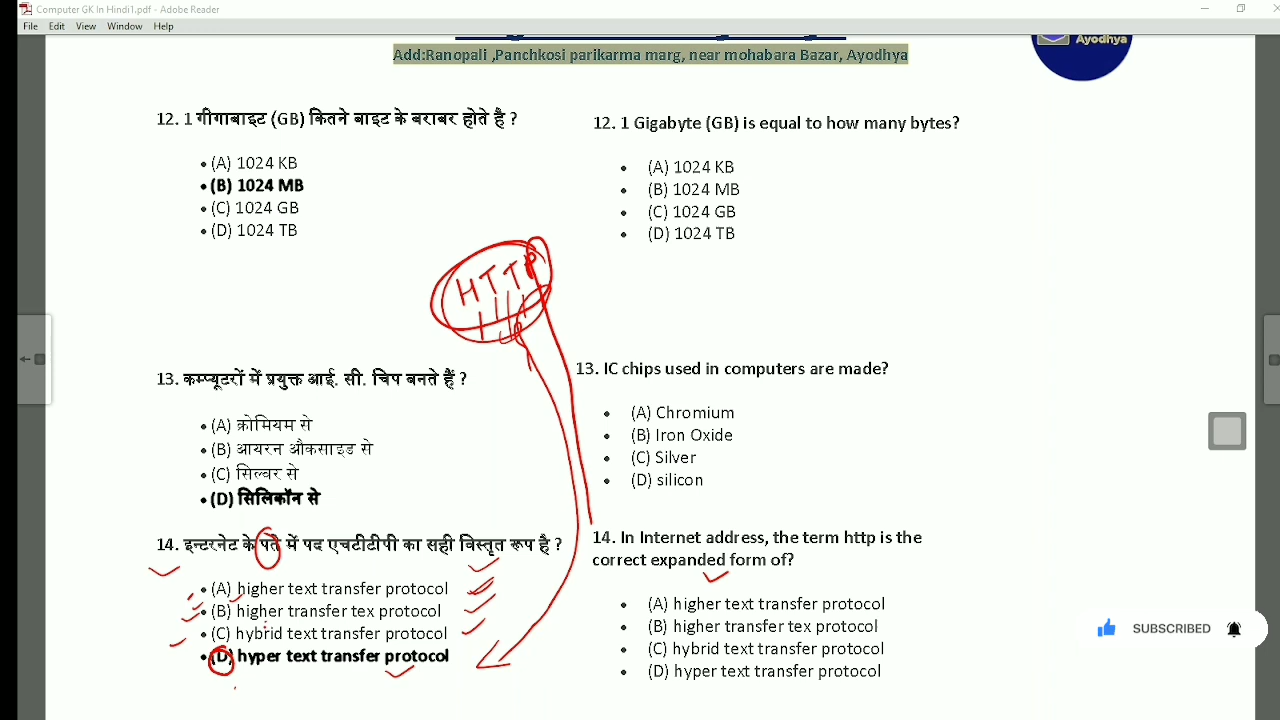 Computer GK In Hindi1.pdf - Adobe Reader
File Edit View Window Help
Add:Ranopali ,Panchkosi parikarma marg, near mohabara Bazar, Ayodhya
Ayodhya
12. 1 गीगाबाइट (GB) कितने बाइट के बराबर होते है ?
• (A) 1024 KB
• (B) 1024 MB
• (C) 1024 GB
• (D) 1024 TB
12. 1 Gigabyte (GB) is equal to how many bytes?
• (A) 1024 KB
• (B) 1024 MB
• (C) 1024 GB
• (D) 1024 TB
HTTP
13. कम्प्यूटरों में प्रयुक्त आई. सी. चिप बनते हैं ?
• (A) क्रोमियम से
• (B) आयरन औकसाइड से
• (C) सिल्वर से
• (D) सिलिकॉन से
13. IC chips used in computers are made?
• (A) Chromium
• (B) Iron Oxide
• (C) Silver
• (D) silicon
14. इन्टरनेट के पते में पद एचटीटीपी का सही विस्तृत रूप है ?
• (A) higher text transfer protocol
• (B) higher transfer tex protocol
• (C) hybrid text transfer protocol
• (D) hyper text transfer protocol
14. In Internet address, the term http is the
correct expanded form of?
• (A) higher text transfer protocol
• (B) higher transfer tex protocol
• (C) hybrid text transfer protocol
• (D) hyper text transfer protocol
SUBSCRIBED